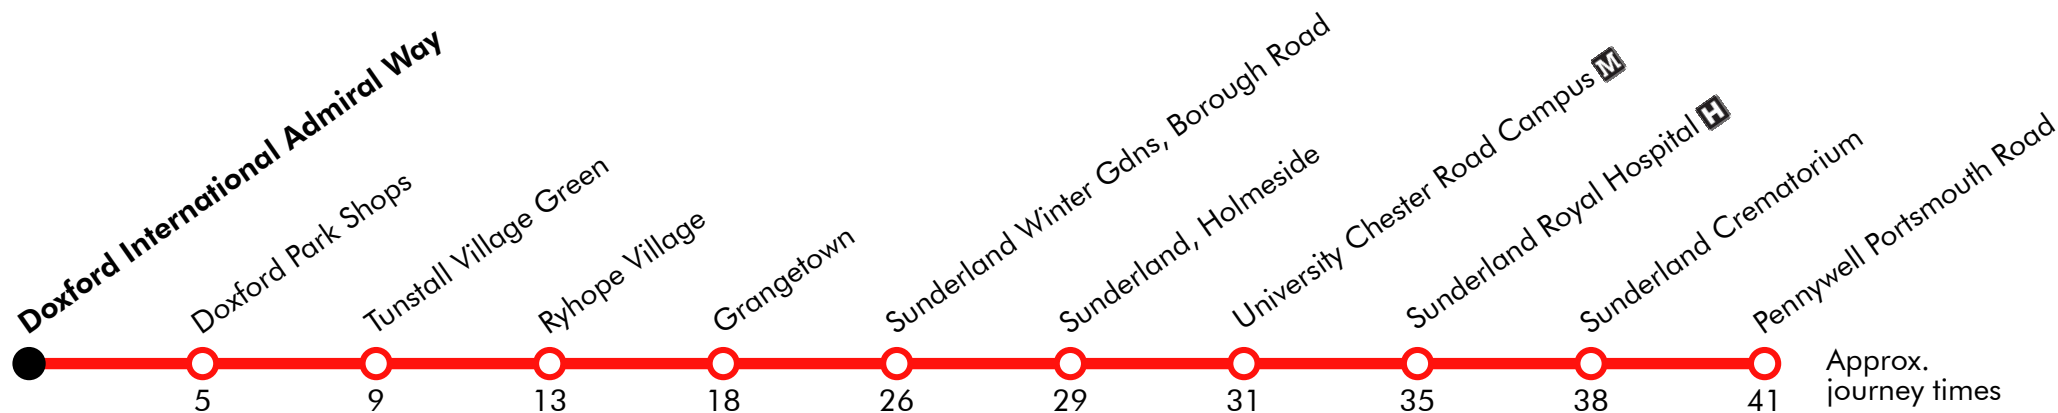 Doxford International Admiral Way
Doxford Park Shops
Tunstall Village Green
Ryhope Village
Grangetown
Sunderland Winter Gdns, Borough Road
Sunderland, Holmeside
University Chester Road Campus M
Sunderland Royal Hospital H
Sunderland Crematorium
Pennywell Portsmouth Road
5 9 13 18 26 29 31 35 38 41
Approx.
journey times